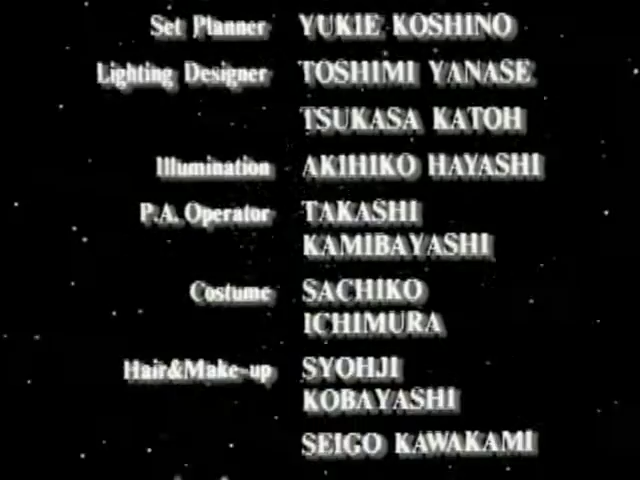 Set Planner YUKIE KOSHINO
Lighting Designer TOSHIMI YANASE
TSUKASA KATOH
Illumination AKIHIKO HAYASHI
P.A. Operator TAKASHI
KAMIBAYASHI
Costume SACHIKO
ICHIMURA
Hair&Make-up SYOHJI
KOBAYASHI
SEIGO KAWAKAMI